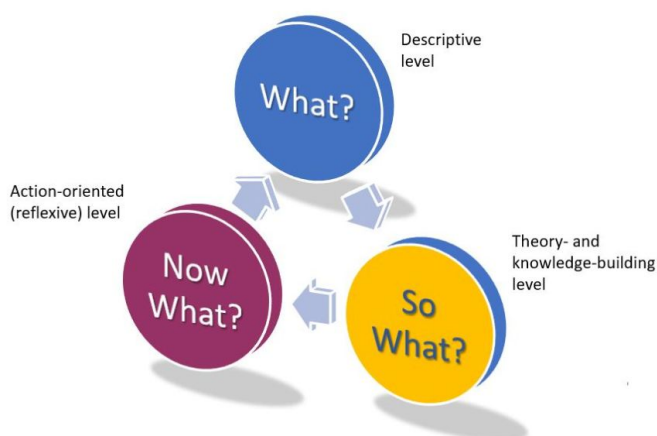 Descriptive
level
What?
Action-oriented
(reflexive) level
Theory- and
knowledge-building
level
Now
What?
So
What?